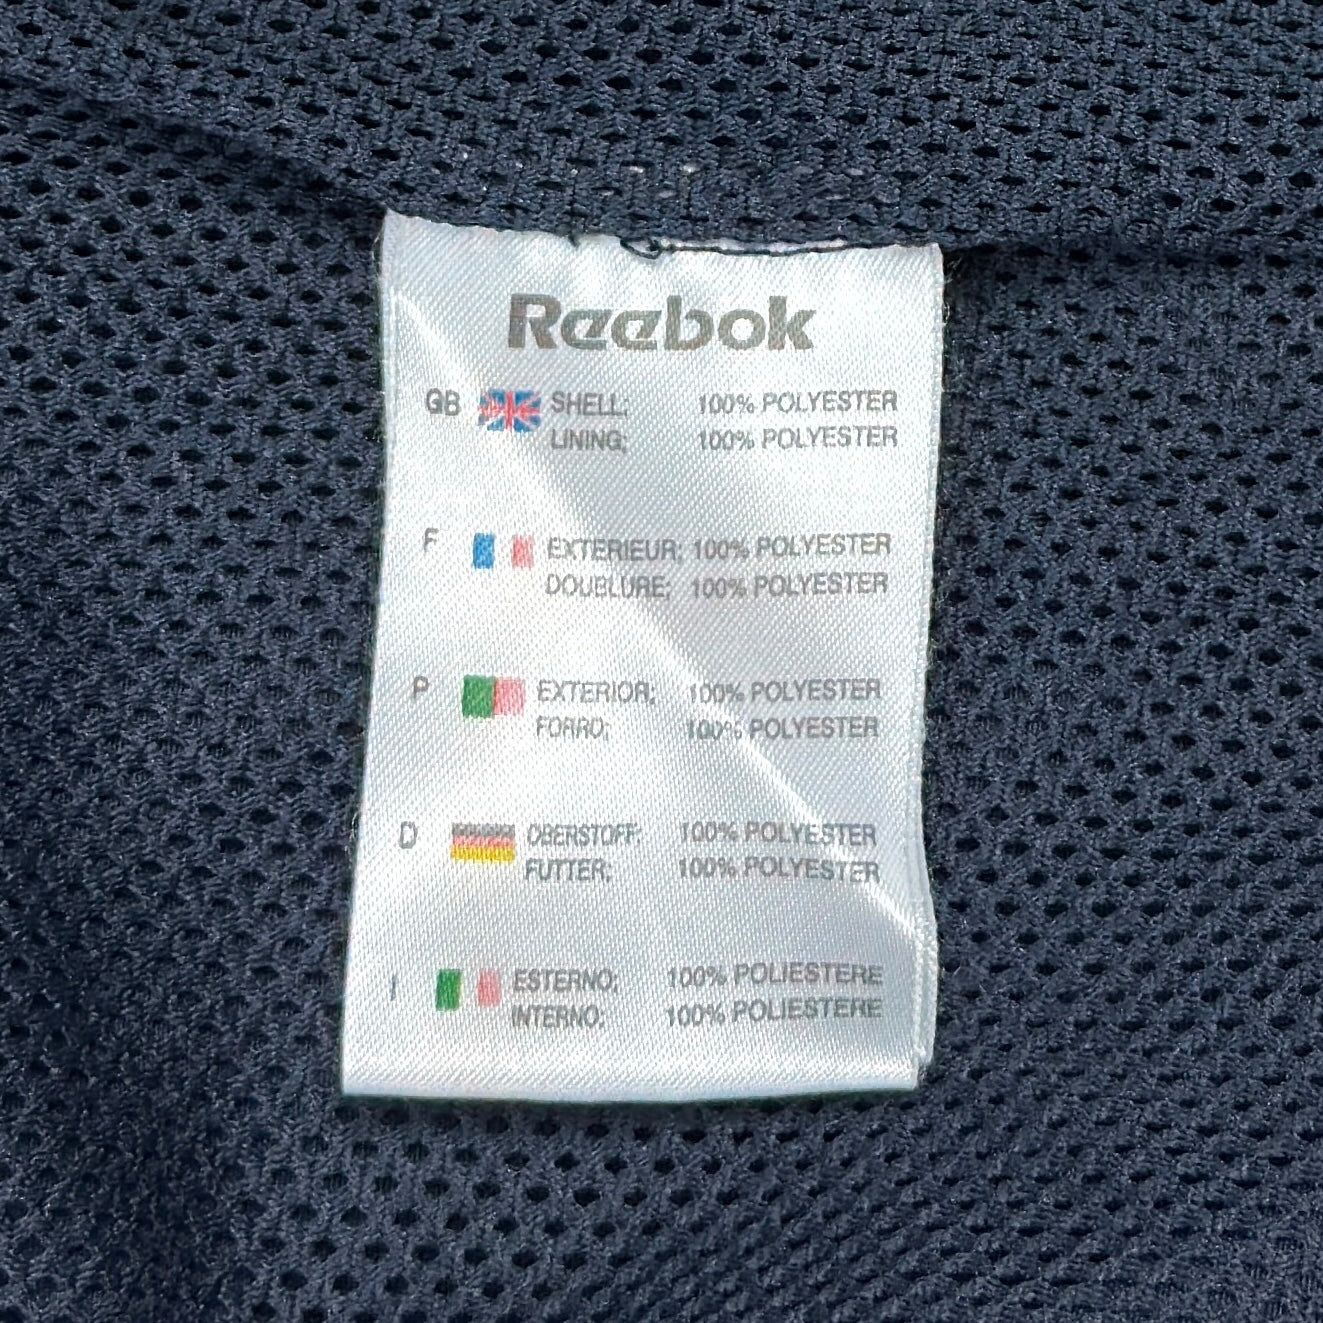 Reebok
GB SHELL: 100% POLYESTER
LINING: 100% POLYESTER
F EXTERIEUR: 100% POLYESTER
DOUBLURE: 100% POLYESTER
P EXTERIOR: 100% POLYESTER
FORRO: 100% POLYESTER
D OBERSTOFF: 100% POLYESTER
FUTTER: 100% POLYESTER
I ESTERNO: 100% POLIESTERE
INTERNO: 100% POLIESTERE